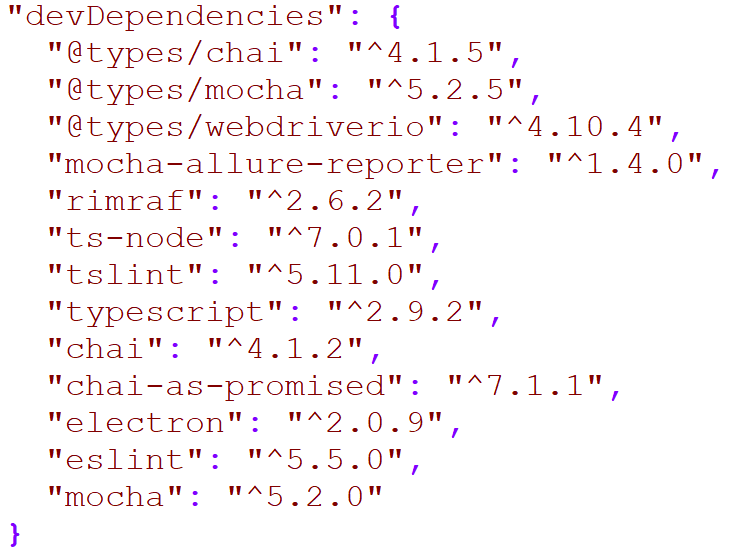 "devDependencies": {
  "@types/chai": "^4.1.5",
  "@types/mocha": "^5.2.5",
  "@types/webdriverio": "^4.10.4",
  "mocha-allure-reporter": "^1.4.0",
  "rimraf": "^2.6.2",
  "ts-node": "^7.0.1",
  "tslint": "^5.11.0",
  "typescript": "^2.9.2",
  "chai": "^4.1.2",
  "chai-as-promised": "^7.1.1",
  "electron": "^2.0.9",
  "eslint": "^5.5.0",
  "mocha": "^5.2.0"
}